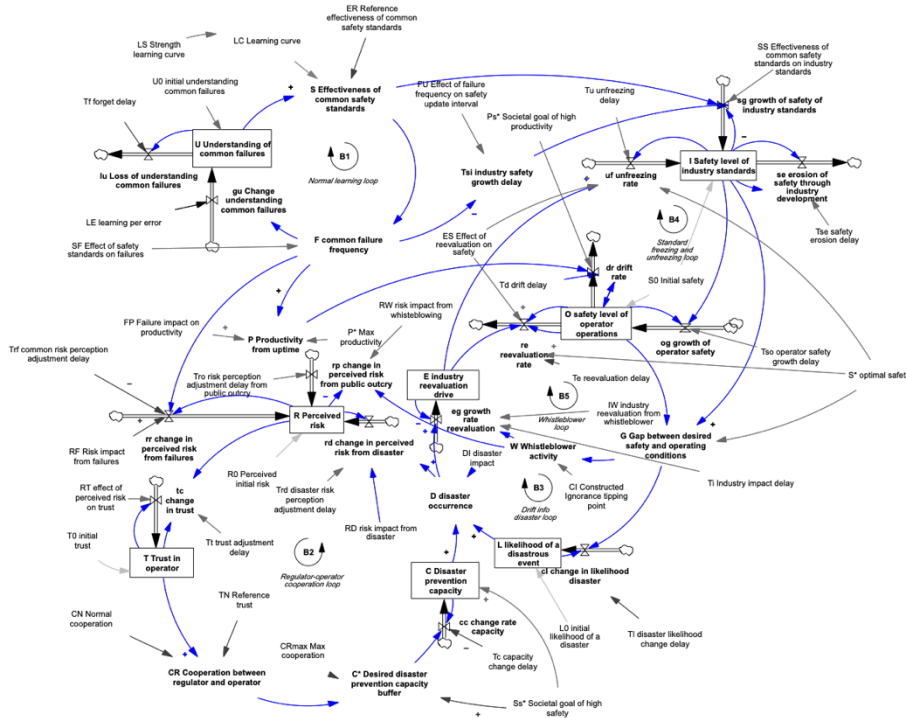 ER Reference
effectiveness of common
safety standards
LS Strength
learning curve
LC Learning curve
SS Effectiveness of
common safety
standards on industry
standards
U0 initial understanding
common failures
S Effectiveness of
common safety
standards
FU Effect of failure
frequency on safety
update interval
Tu unfreezing
delay
sg growth of safety of
industry standards
Tf forget delay
Ps* Societal goal of high
productivity
U Understanding of
common failures
B1
Normal learning loop
Tsi industry safety
growth delay
uf unfreezing
rate
I Safety level of
industry standards
se erosion of
safety through
industry
development
lu Loss of understanding
common failures
gu Change
understanding
common failures
LE learning per error
SF Effect of safety
standards on failures
F common failure
frequency
ES Effect of
reevaluation on
safety
B4
Standard
freezing and
unfreezing loop
Tse safety
erosion delay
dr drift
rate
S0 Initial safety
Td drift delay
RW risk impact from
whisteblowing
FP Failure impact on
productivity
P* Max
productivity
P Productivity
from uptime
O safety level of
operator
operations
re
reevaluation
rate
og growth of
operator safety
Tso operator safety
growth delay
Trf common risk perception
adjustment delay
Tro risk perception
adjustment delay from
public outcry
rp change in
perceived risk
from public outcry
E industry
reevaluation
drive
Te reevaluation delay
S* optimal safet
B5
Whistleblower
loop
IW industry
reevaluation from
whistleblower
R Perceived
risk
eg growth rate
reevaluation
rr change in
perceived risk
from failures
rd change in perceived
risk from disaster
W Whistleblower
activity
G Gap between desired
safety and operating
conditions
RF Risk impact
from failures
R0 Perceived
initial risk
DI disaster
impact
RT effect of
perceived risk
on trust
tc
change
in trust
Trd disaster risk
perception
adjustment delay
D disaster
occurrence
B3
Drift info
disaster loop
CI Constructed
Ignorance tipping
point
Ti Industry impact delay
T0 initial
trust
Tt trust adjustment
delay
RD risk impact from
disaster
B2
Regulator-operator
cooperation loop
T Trust in
operator
L likelihood of a
disastrous
event
cl change in likelihood
disaster
C Disaster
prevention
capacity
CN Normal
cooperation
TN Reference
trust
cc change rate
capacity
L0 initial
likelihood of a
disaster
Tl disaster likelihood
change delay
CRmax Max
cooperation
Tc capacity
change delay
CR Cooperation between
regulator and operator
C* Desired disaster
prevention capacity
buffer
Ss* Societal goal of high
safety